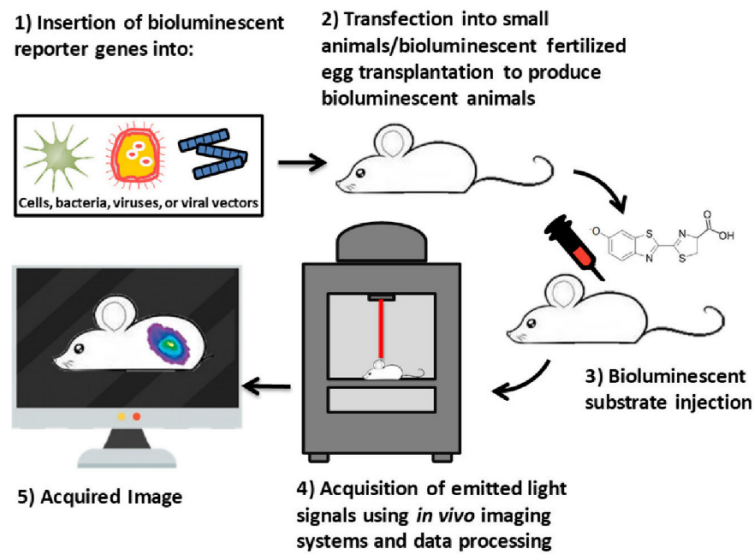 1) Insertion of bioluminescent
reporter genes into:
Cells, bacteria, viruses, or viral vectors
2) Transfection into small
animals/bioluminescent fertilized
egg transplantation to produce
bioluminescent animals
-O
S
N
N
S
O
OH
3) Bioluminescent
substrate injection
4) Acquisition of emitted light
signals using in vivo imaging
systems and data processing
5) Acquired Image